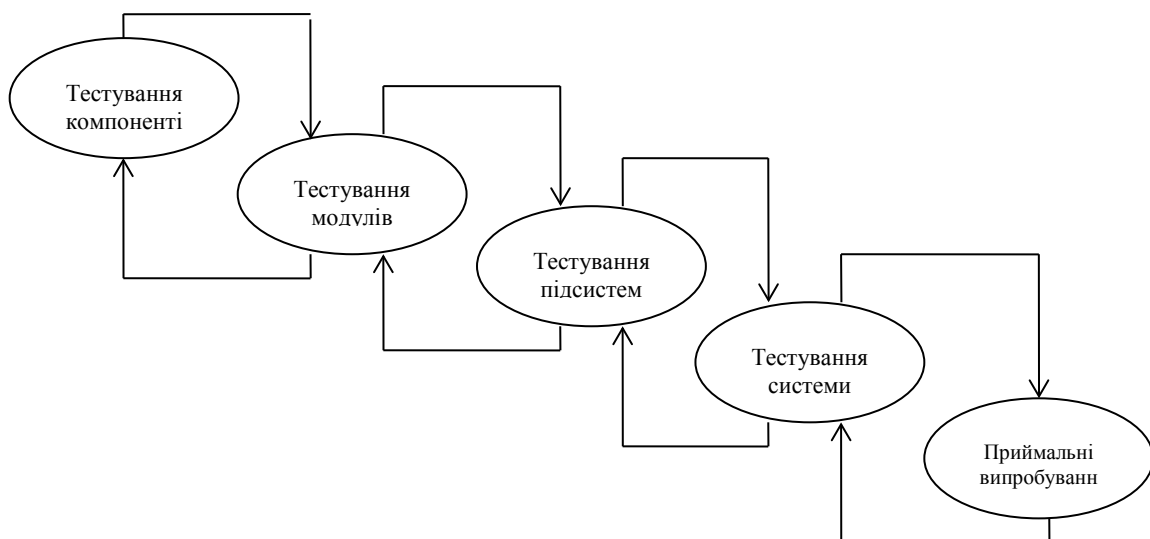 Тестування
компоненті
Тестування
модулів
Тестування
підсистем
Тестування
системи
Приймальні
випробуванн